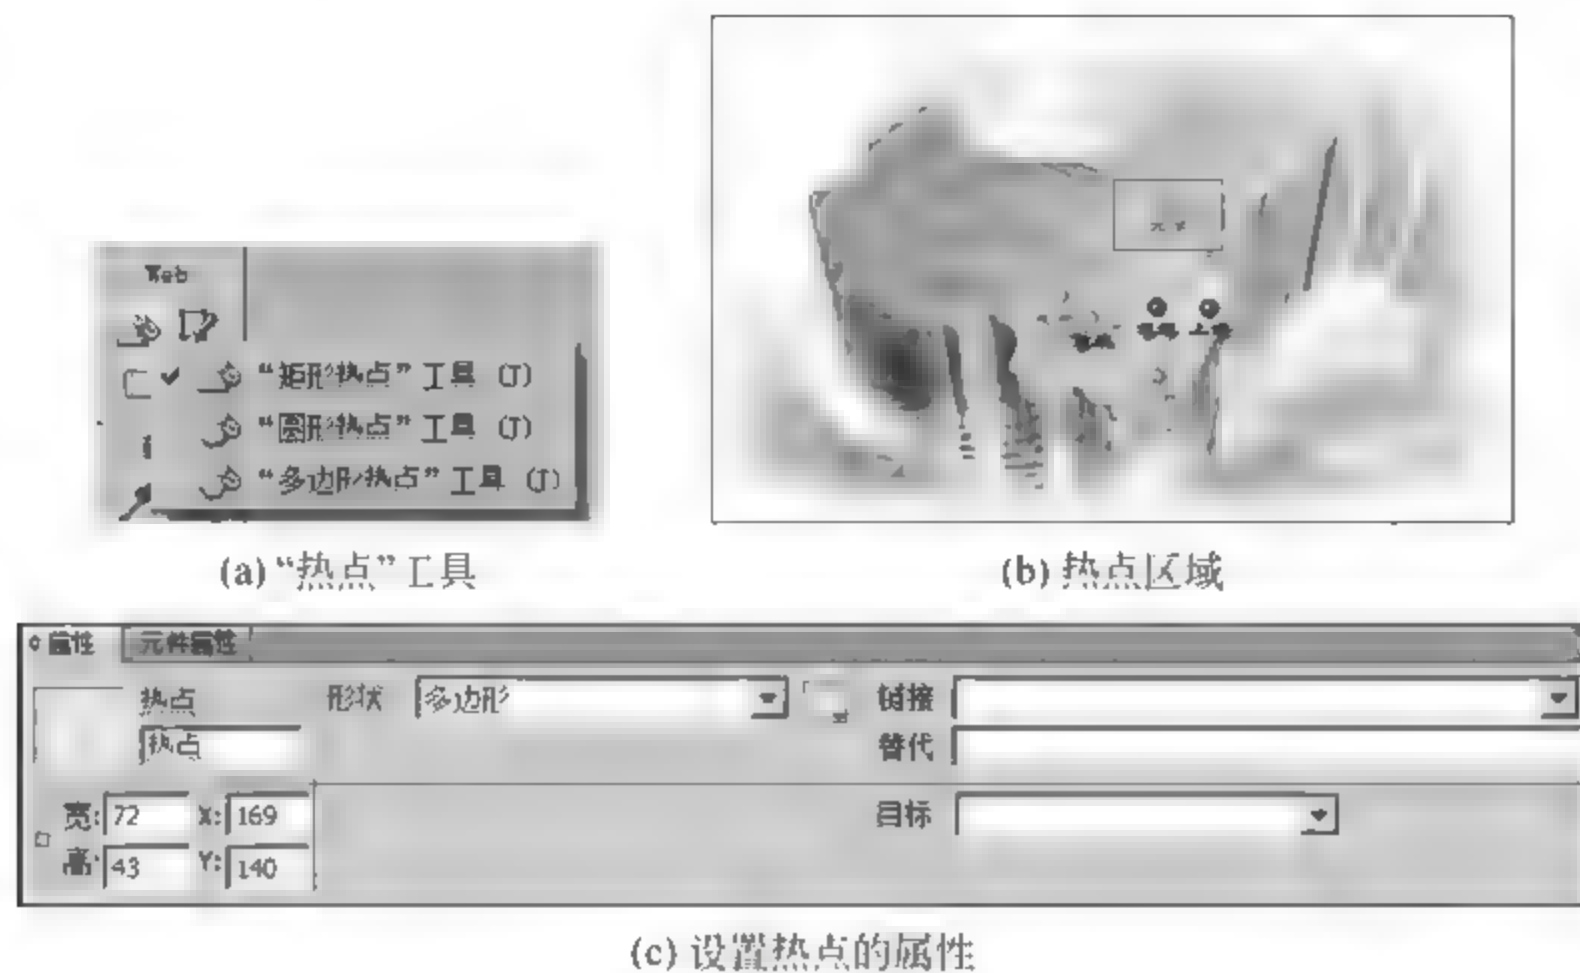 Web
“矩形热点”工具 (J)
“圆形热点”工具 (J)
“多边形热点”工具 (J)
(a) “热点”工具
(b) 热点区域
属性 元件属性
热点 形状 多边形 链接
热点 替代
宽: 72 X: 169 目标
高: 43 Y: 140
(c) 设置热点的属性